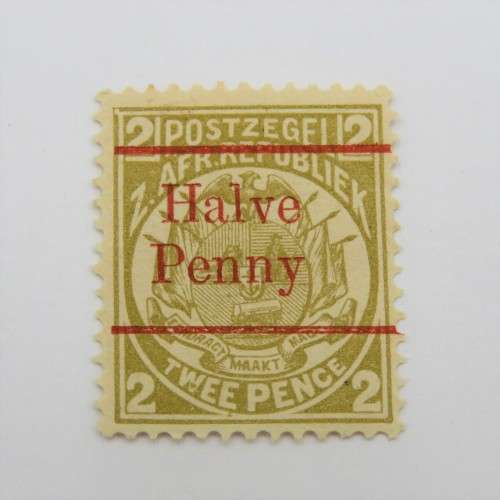 2 POSTZEGEL 2
Z. AFR. REPUBLIEK
Halve
Penny
EENDRAGT MAAKT MAGT
2 TWEE PENCE 2